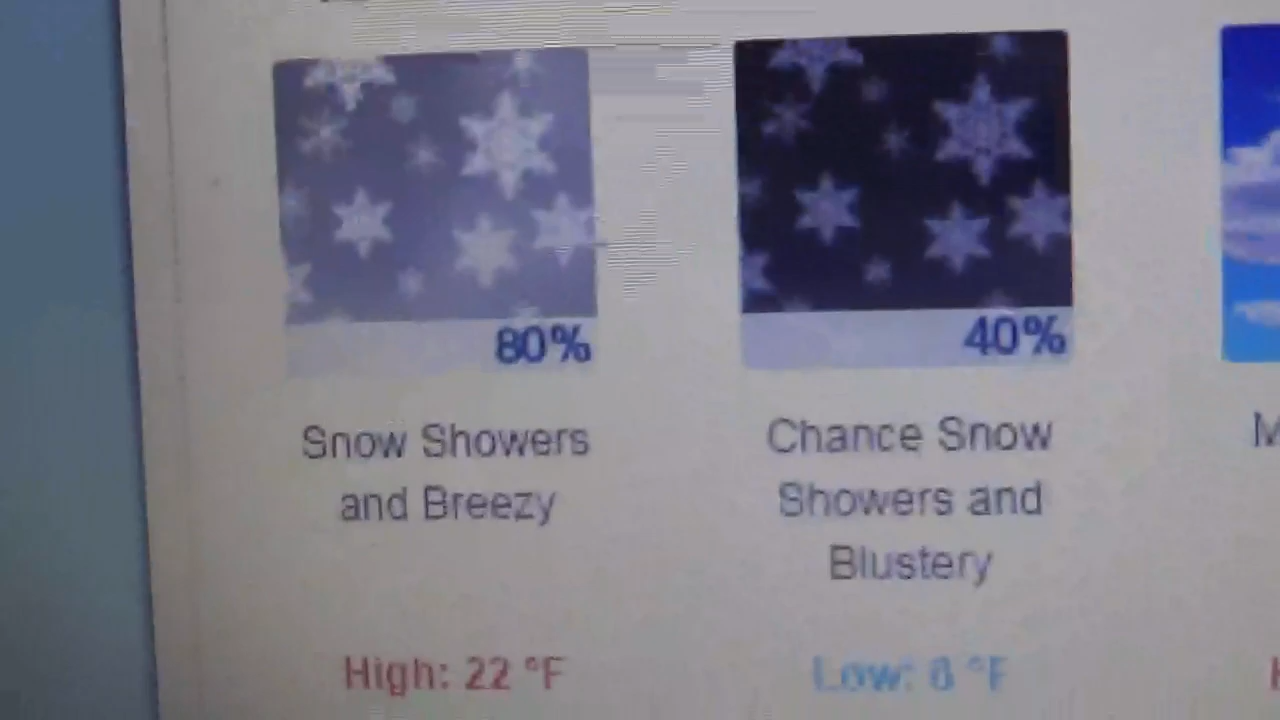 80%
40%
Snow Showers
and Breezy
Chance Snow
Showers and
Blustery
High: 22 °F
Low: 8 °F